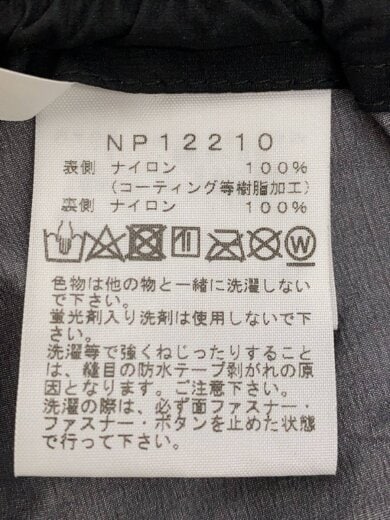 NP12210
表側 ナイロン 100%
(コーティング等樹脂加工)
裏側 ナイロン 100%
W
色物は他の物と一緒に洗濯しない
で下さい。
蛍光剤入り洗剤は使用しないで下
さい。
洗濯等で強くねじったりすること
は、縫目の防水テープ剥がれの原
因となります。ご注意下さい。
洗濯の際は、必ず面ファスナー・
ファスナー・ボタンを止めた状態
で行って下さい。